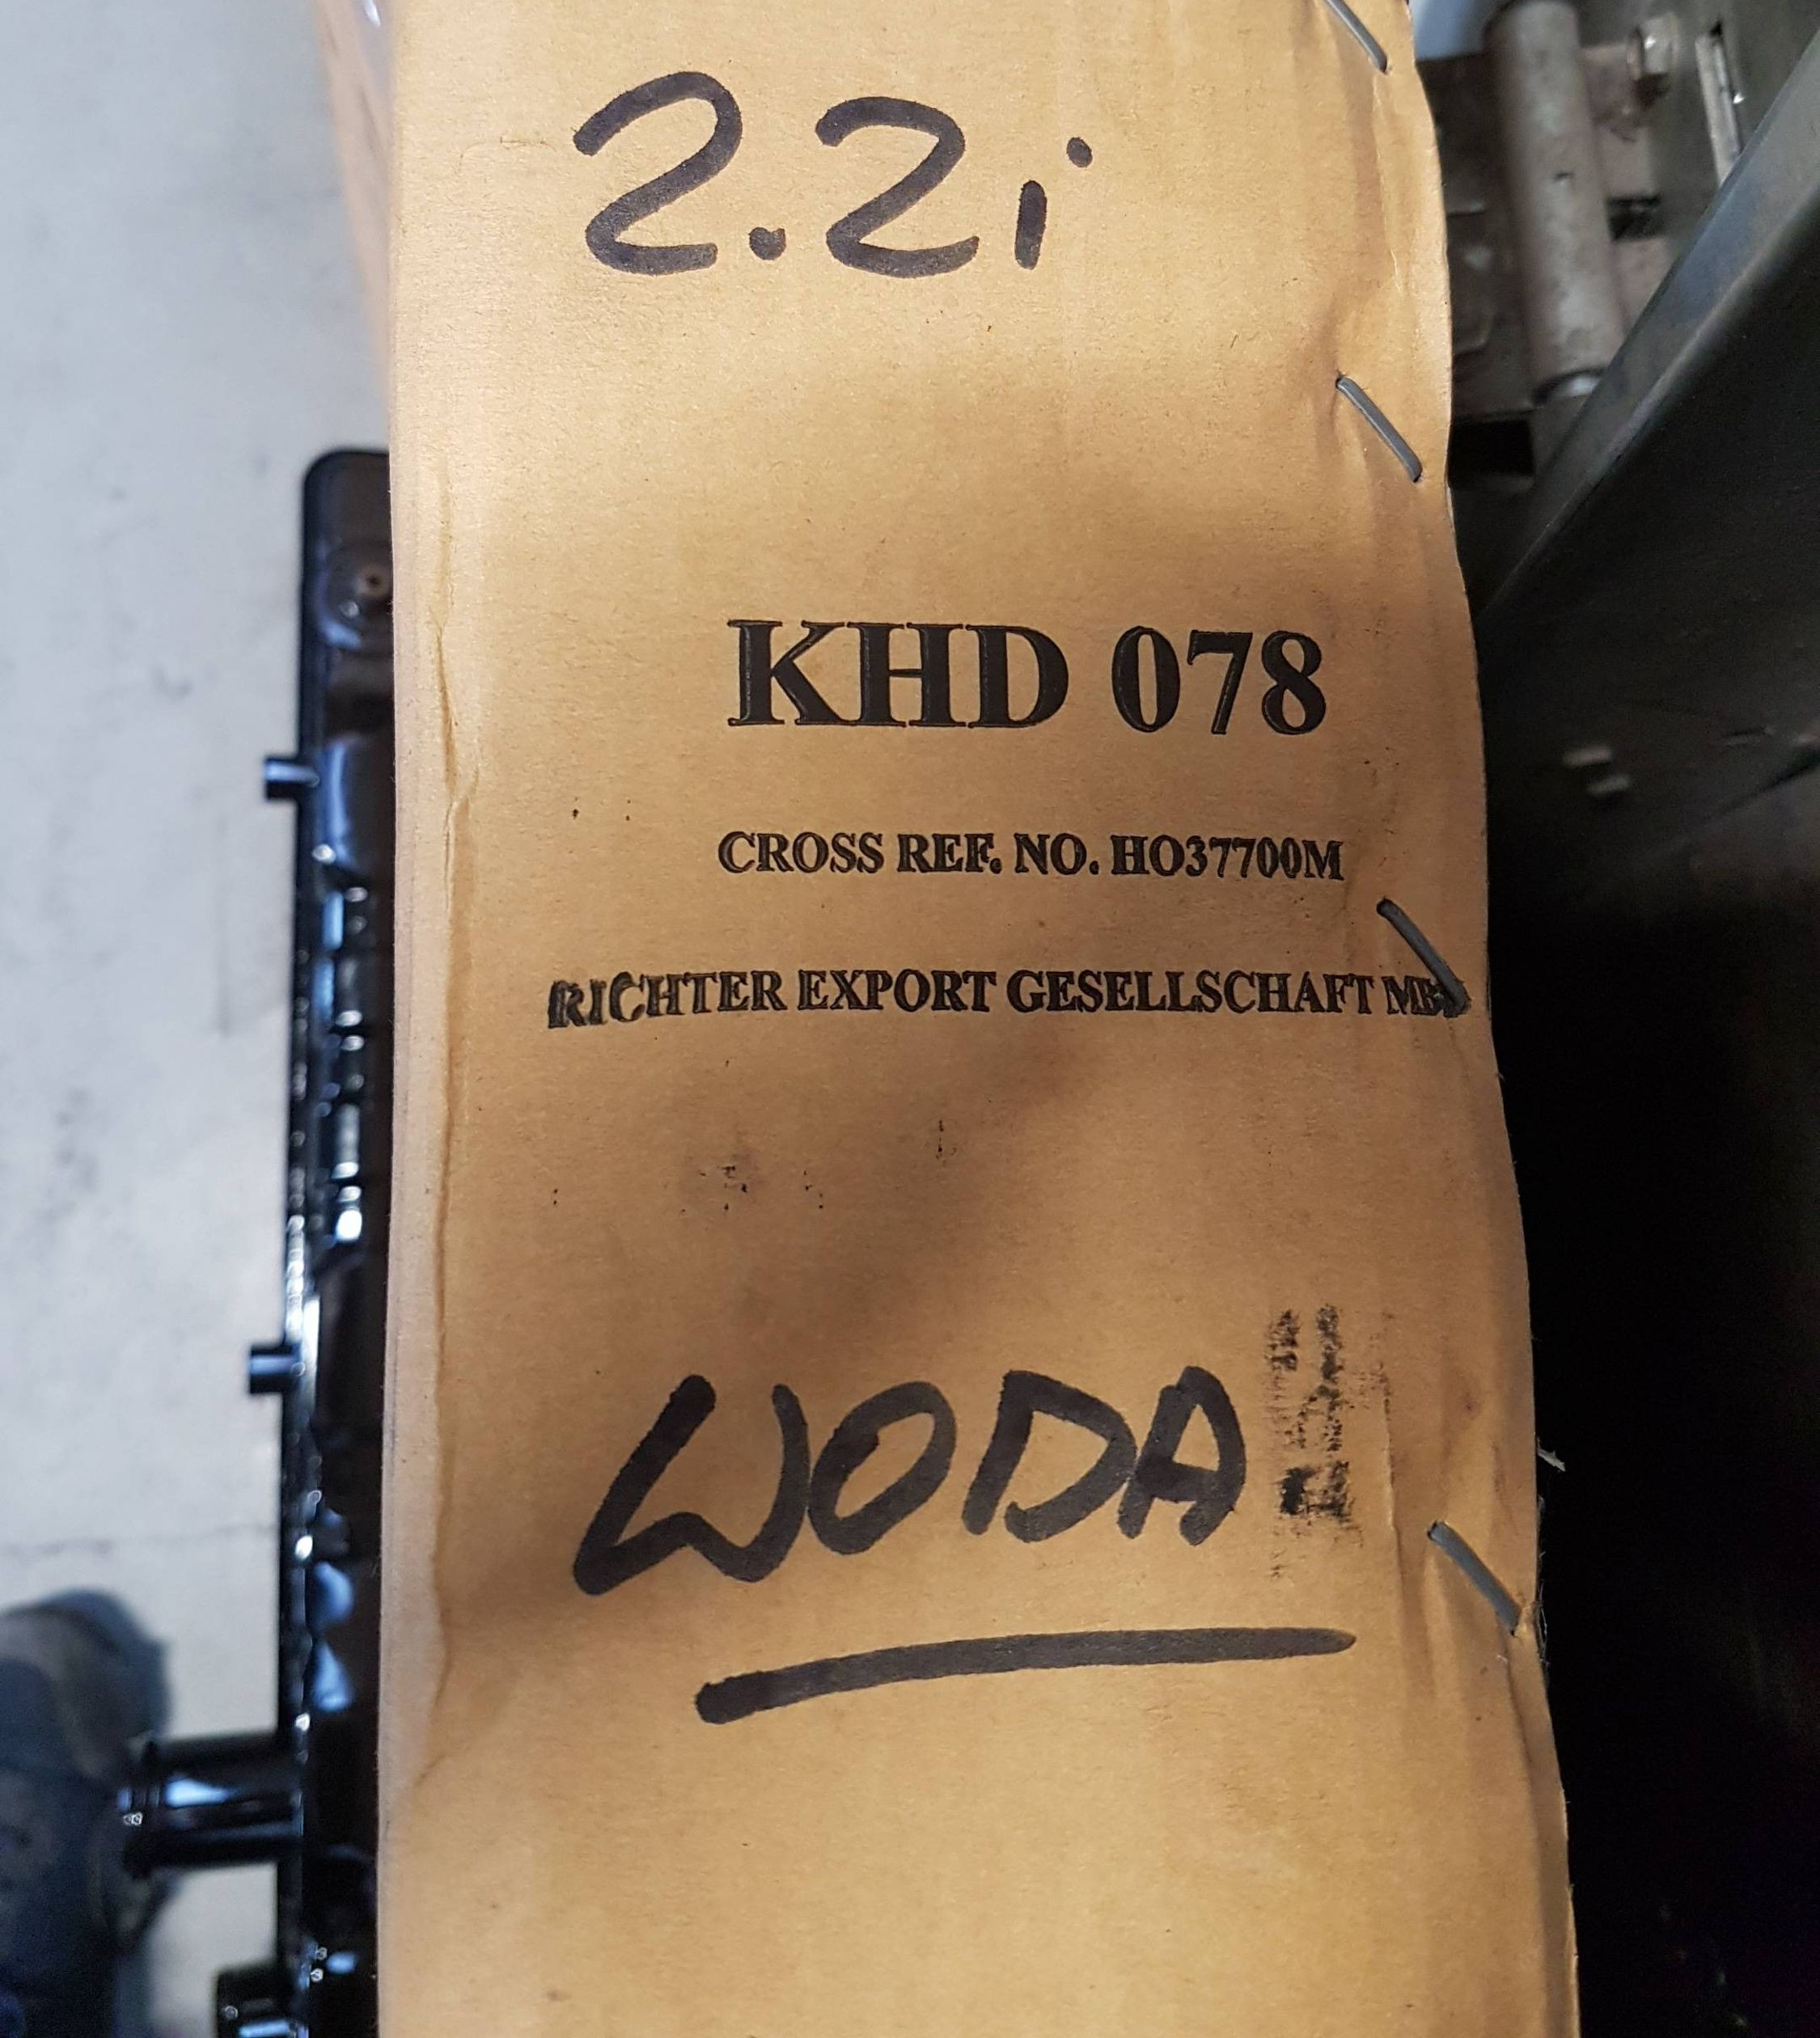 2.2i
KHD 078
CROSS REF. NO. HO37700M
RICHTER EXPORT GESELLSCHAFT
WODA